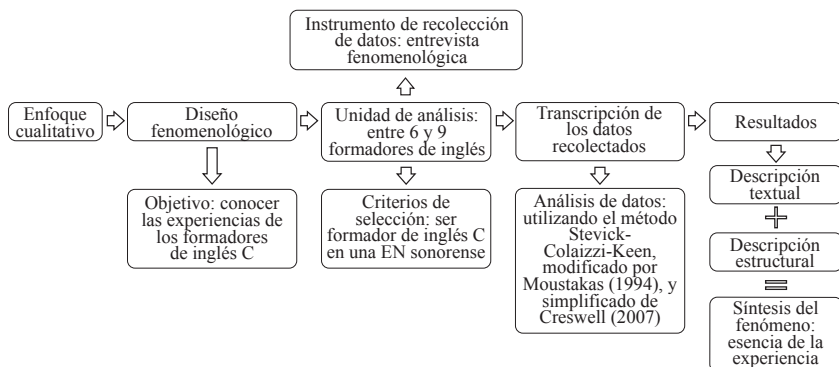 Instrumento de recolección
de datos: entrevista
fenomenológica
Enfoque
cualitativo
Diseño
fenomenológico
Unidad de análisis:
entre 6 y 9
formadores de inglés
Transcripción de
los datos
recolectados
Resultados
Objetivo: conocer
las experiencias de
los formadores
de inglés C
Criterios de
selección: ser
formador de inglés C
en una EN sonorense
Análisis de datos:
utilizando el método
Stevick-
Colaizzi-Keen,
modificado por
Moustakas (1994), y
simplificado de
Creswell (2007)
Descripción
textual
+
Descripción
estructural
=
Síntesis del
fenómeno:
esencia de la
experiencia